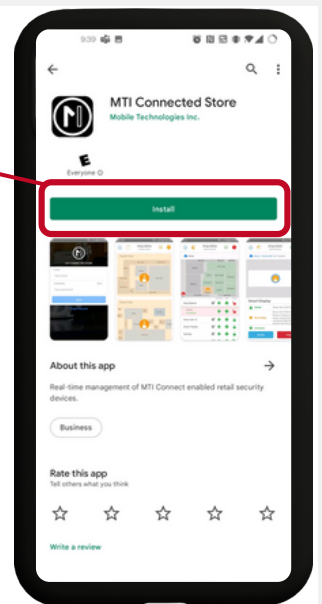 9:39
MTI Connected Store
Mobile Technologies Inc.
E
Everyone
Install
About this app
Real-time management of MTI Connect enabled retail security
devices.
Business
Rate this app
Tell others what you think
Write a review